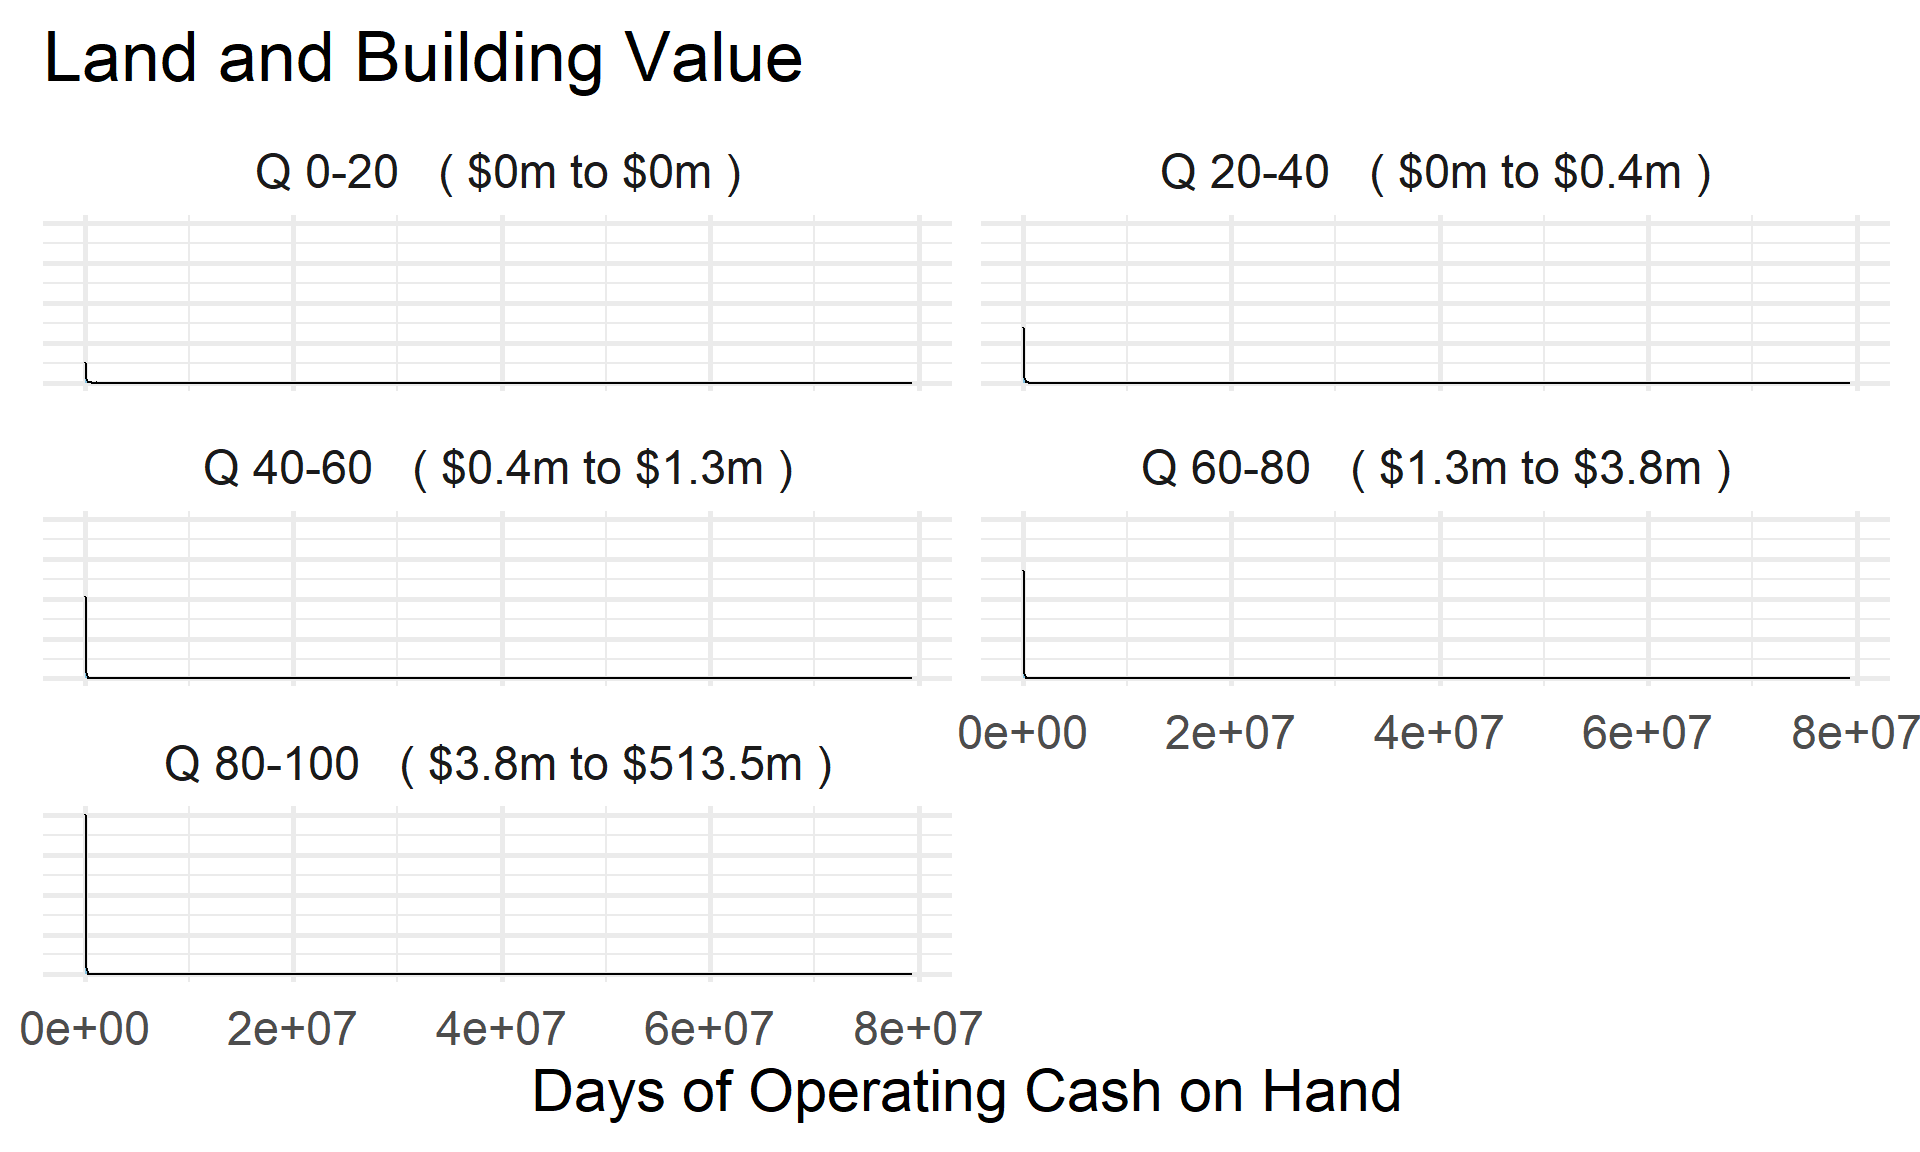 Land and Building Value
Q 0-20 ( $0m to $0m )
Q 20-40 ( $0m to $0.4m )
Q 40-60 ( $0.4m to $1.3m )
Q 60-80 ( $1.3m to $3.8m )
0e+00 2e+07 4e+07 6e+07 8e+07
Q 80-100 ( $3.8m to $513.5m )
0e+00 2e+07 4e+07 6e+07 8e+07
Days of Operating Cash on Hand